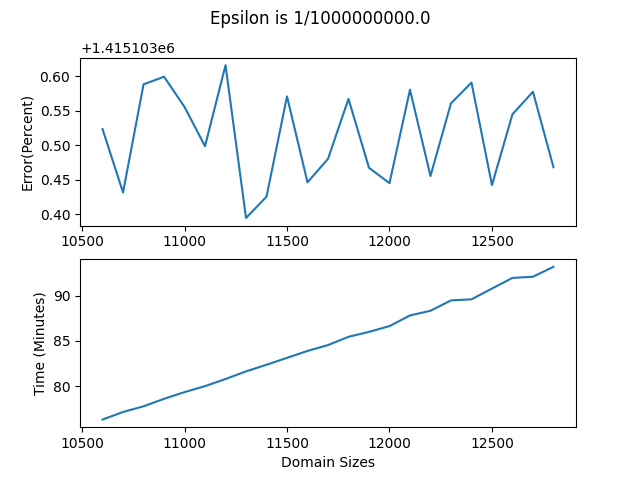 Epsilon is 1/1000000000.0
+1.415103e6
Error(Percent)
0.60
0.55
0.50
0.45
0.40
10500 11000 11500 12000 12500
Time (Minutes)
90
85
80
10500 11000 11500 12000 12500
Domain Sizes